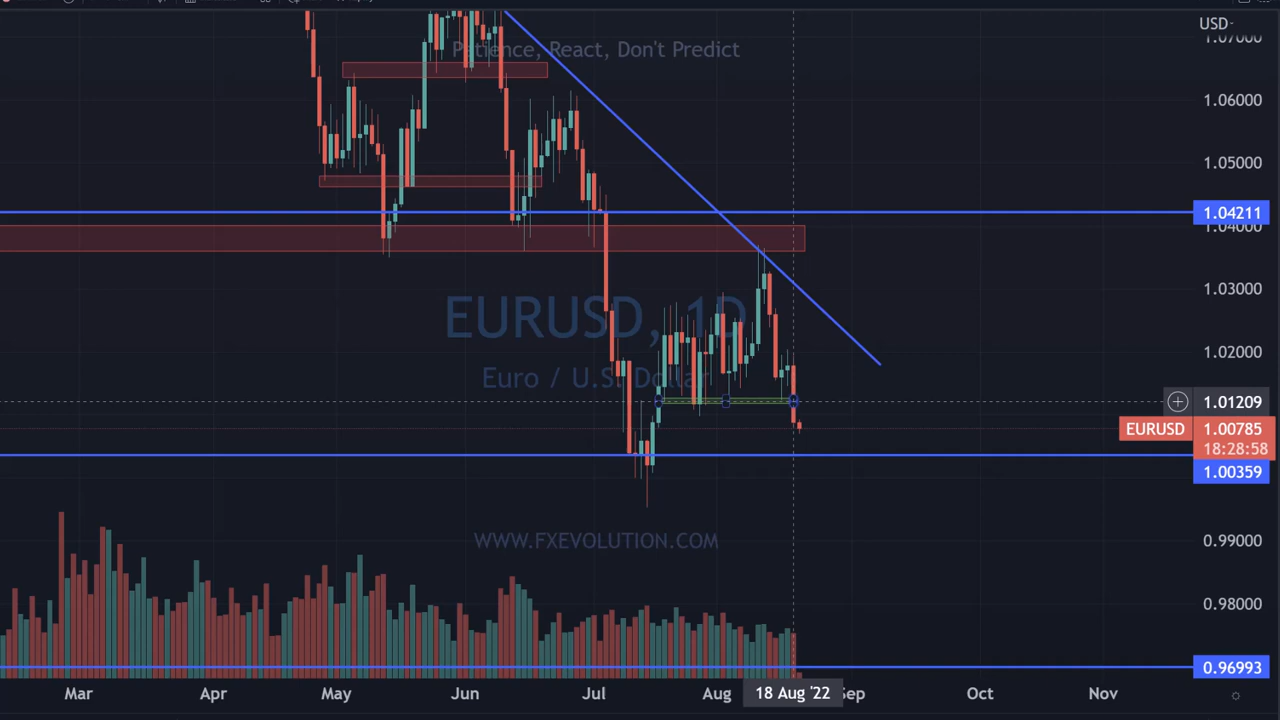 USD
1.07000
Patience, React, Don't Predict
1.06000
1.05000
1.04211
1.04000
1.03000
EURUSD, 1D
1.02000
Euro / U.S. Dollar
1.01209
EURUSD 1.00785
18:28:58
1.00359
WWW.FXEVOLUTION.COM
0.99000
0.98000
0.96993
Mar Apr May Jun Jul Aug 18 Aug '22 Sep Oct Nov